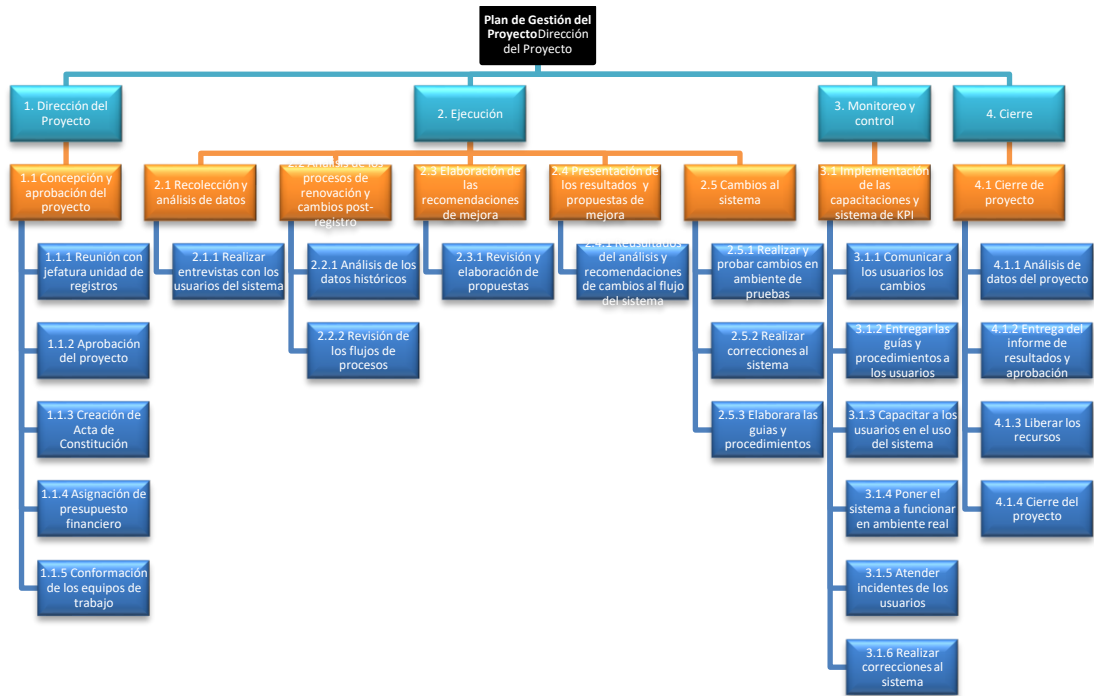 Plan de Gestión del
ProyectoDirección
del Proyecto
1. Dirección del
Proyecto
2. Ejecución
3. Monitoreo y
control
4. Cierre
1.1 Concepción y
aprobación del
proyecto
2.1 Recolección y
análisis de datos
2.2 Análisis de los
procesos de
renovación y
cambios post-
registro
2.3 Elaboración de
las
recomendaciones
de mejora
2.4 Presentación de
los resultados y
propuestas de
mejora
2.5 Cambios al
sistema
3.1 Implementación
de las
capacitaciones y
sistema de KPI
4.1 Cierre de
proyecto
1.1.1 Reunión con
jefatura unidad de
registros
1.1.2 Aprobación
del proyecto
1.1.3 Creación de
Acta de
Constitución
1.1.4 Asignación de
presupuesto
financiero
1.1.5 Conformación
de los equipos de
trabajo
2.1.1 Realizar
entrevistas con los
usuarios del sistema
2.2.1 Análisis de los
datos históricos
2.2.2 Revisión de
los flujos de
procesos
2.3.1 Revisión y
elaboración de
propuestas
2.4.1 Reusultados
del análisis y
recomendaciones
de cambios al flujo
del sistema
2.5.1 Realizar y
probar cambios en
ambiente de
pruebas
2.5.2 Realizar
correcciones al
sistema
2.5.3 Elaborara las
guias y
procedimientos
3.1.1 Comunicar a
los usuarios los
cambios
3.1.2 Entregar las
guías y
procedimientos a
los usuarios
3.1.3 Capacitar a los
usuarios en el uso
del sistema
3.1.4 Poner el
sistema a funcionar
en ambiente real
3.1.5 Atender
incidentes de los
usuarios
3.1.6 Realizar
correcciones al
sistema
4.1.1 Análisis de
datos del proyecto
4.1.2 Entrega del
informe de
resultados y
aprobación
4.1.3 Liberar los
recursos
4.1.4 Cierre del
proyecto